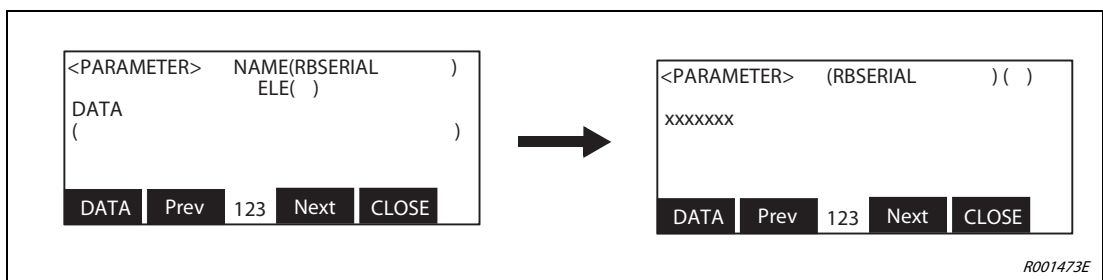 <PARAMETER> NAME(RBSERIAL )
ELE( )
DATA
( )
DATA Prev 123 Next CLOSE
<PARAMETER> (RBSERIAL ) ( )
xxxxxxx
DATA Prev 123 Next CLOSE
R001473E